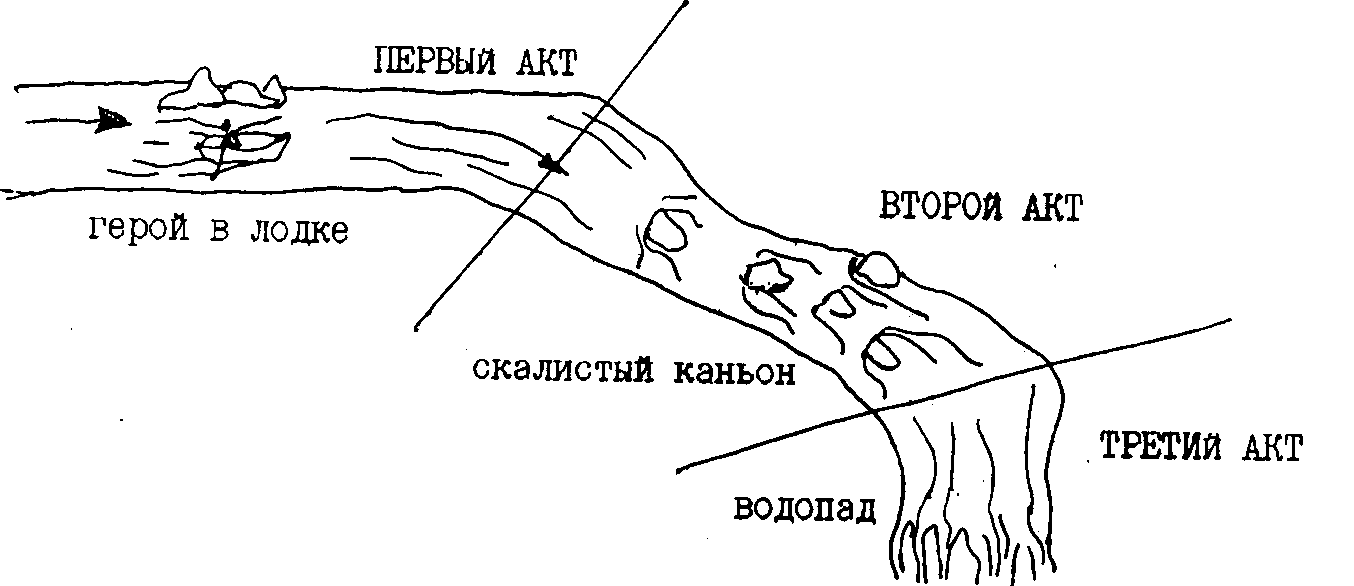 ПЕРВЫЙ АКТ
герой в лодке
ВТОРОЙ АКТ
скалистый каньон
ТРЕТИЙ АКТ
водопад